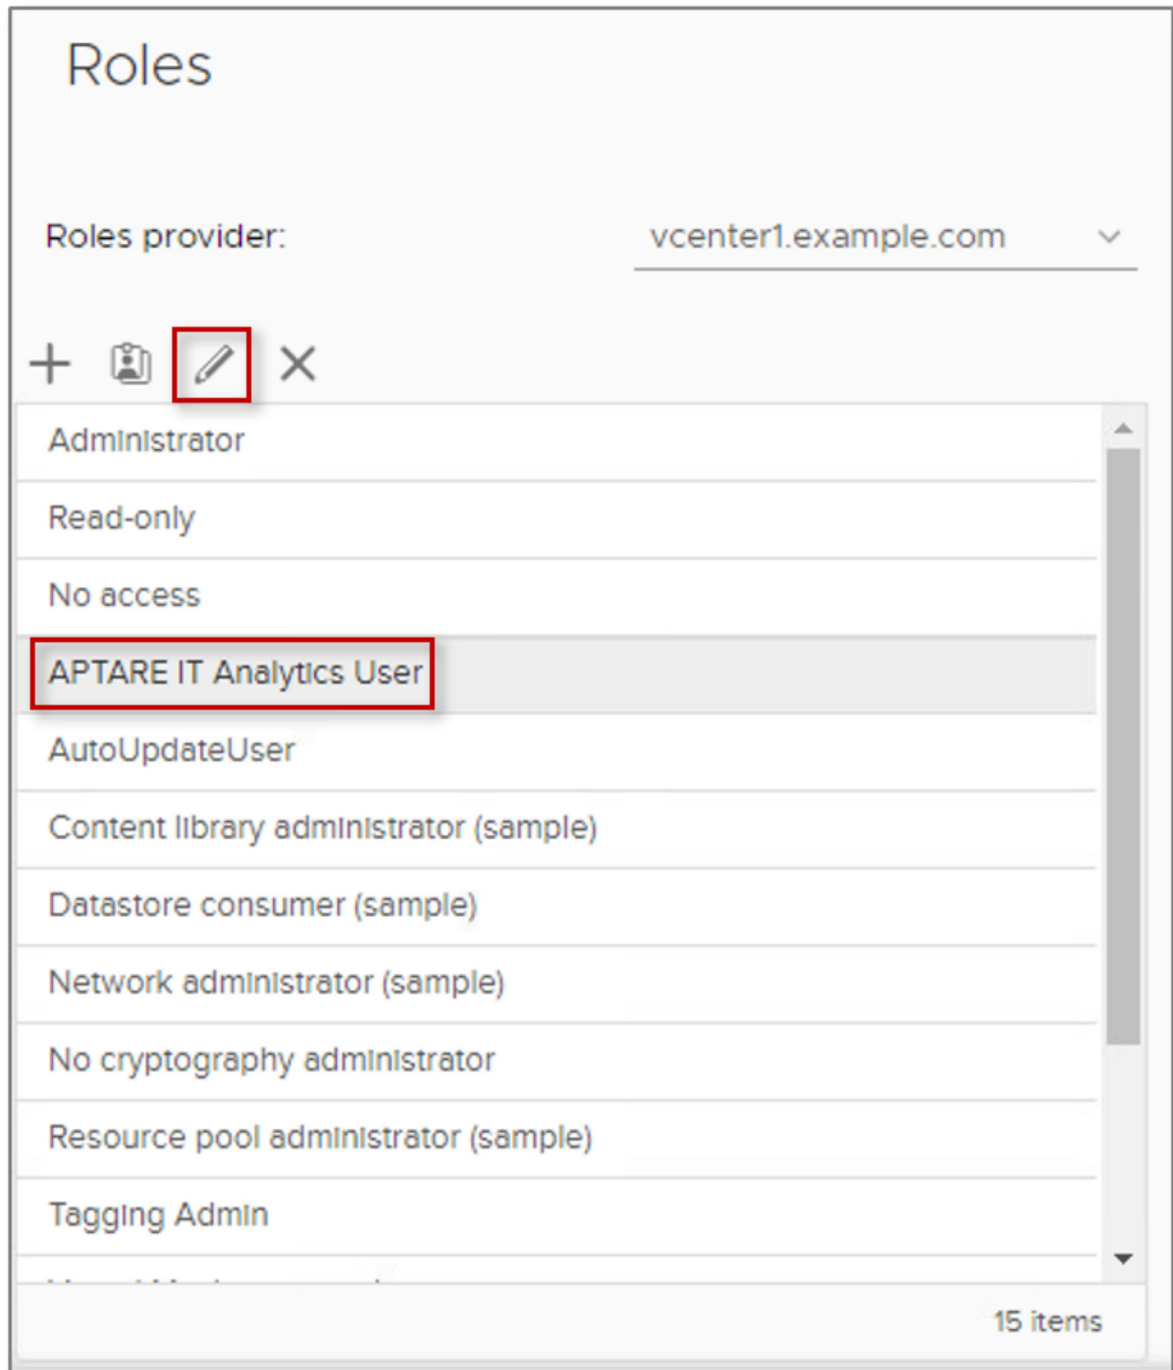 Roles
Roles provider: vcenter1.example.com
Administrator
Read-only
No access
APTARE IT Analytics User
AutoUpdateUser
Content library administrator (sample)
Datastore consumer (sample)
Network administrator (sample)
No cryptography administrator
Resource pool administrator (sample)
Tagging Admin
15 items